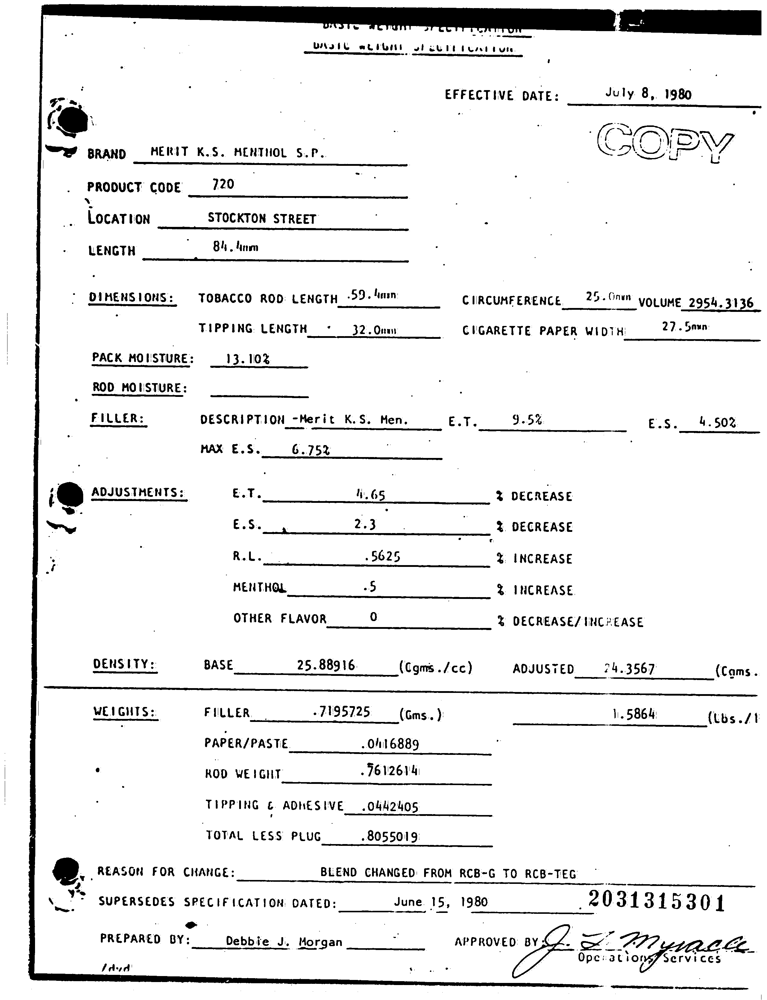 BASIC WEIGHT SPECIFICATION
BASIC WEIGHT SPECIFICATION
EFFECTIVE DATE: July 8, 1980
COPY
BRAND MERIT K.S. MENTHOL S.P.
PRODUCT CODE 720
LOCATION STOCKTON STREET
LENGTH 84.4mm
DIMENSIONS: TOBACCO ROD LENGTH 59.4mm CIRCUMFERENCE 25.0mm VOLUME 2954.3136
TIPPING LENGTH 32.0mm CIGARETTE PAPER WIDTH 27.5mm
PACK MOISTURE: 13.10%
ROD MOISTURE:
FILLER: DESCRIPTION -Merit K.S. Men. E.T. 9.5% E.S. 4.50%
MAX E.S. 6.75%
ADJUSTMENTS: E.T. 4.65 % DECREASE
E.S. 2.3 % DECREASE
R.L. .5625 % INCREASE
MENTHOL .5 % INCREASE
OTHER FLAVOR 0 % DECREASE/INCREASE
DENSITY: BASE 25.88916 (Cgms./cc) ADJUSTED 24.3567 (Cgms.
WEIGHTS: FILLER .7195725 (Gms.) 1.5864 (Lbs./1
PAPER/PASTE .0416889
ROD WEIGHT .7612614
TIPPING & ADHESIVE .0442405
TOTAL LESS PLUG .8055019
REASON FOR CHANGE: BLEND CHANGED FROM RCB-G TO RCB-TEG
SUPERSEDES SPECIFICATION DATED: June 15, 1980 2031315301
PREPARED BY: Debbie J. Morgan APPROVED BY: J. L. Myracle
Operations Services
/dvd